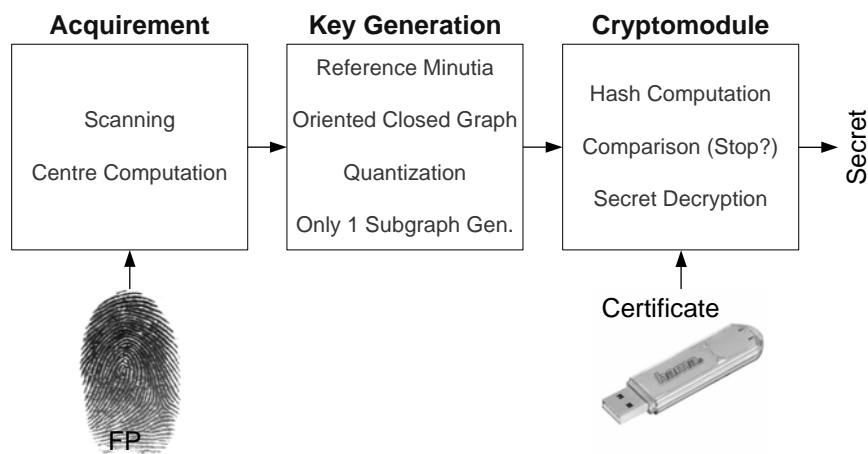 Acquirement
Scanning
Centre Computation
Key Generation
Reference Minutia
Oriented Closed Graph
Quantization
Only 1 Subgraph Gen.
Cryptomodule
Hash Computation
Comparison (Stop?)
Secret Decryption
Secret
FP
Certificate
hama